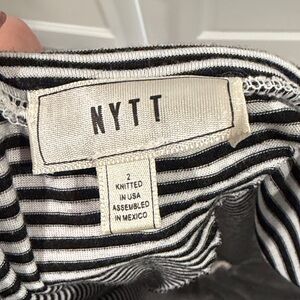 NYTT
2
KNITTED
IN USA
ASSEMBLED
IN MEXICO